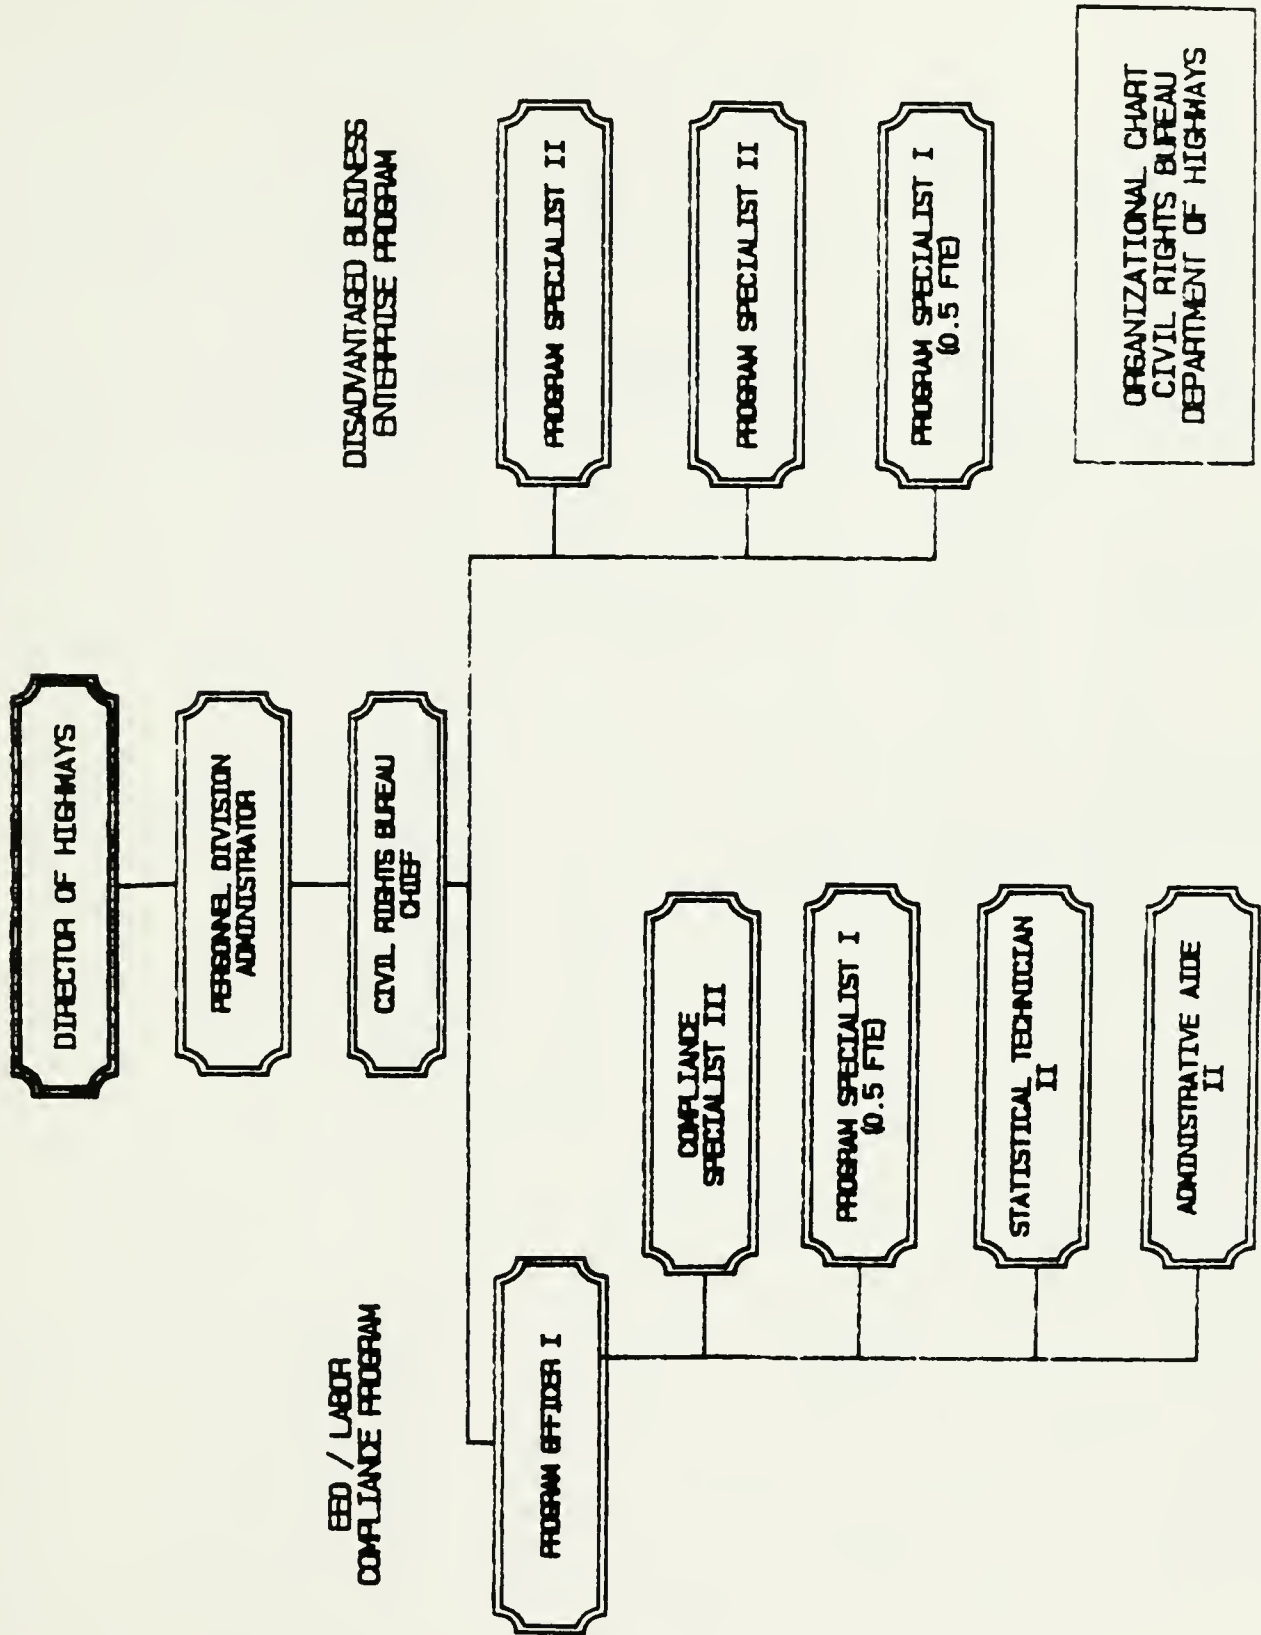 DIRECTOR OF HIGHWAYS
PERSONNEL DIVISION
ADMINISTRATOR
CIVIL RIGHTS BUREAU
CHIEF
EEO / LABOR
COMPLIANCE PROGRAM
DISADVANTAGED BUSINESS
ENTERPRISE PROGRAM
PROGRAM OFFICER I
COMPLIANCE
SPECIALIST III
PROGRAM SPECIALIST I
(0.5 FTE)
STATISTICAL TECHNICIAN
II
ADMINISTRATIVE AIDE
II
PROGRAM SPECIALIST II
PROGRAM SPECIALIST II
PROGRAM SPECIALIST I
(0.5 FTE)
ORGANIZATIONAL CHART
CIVIL RIGHTS BUREAU
DEPARTMENT OF HIGHWAYS